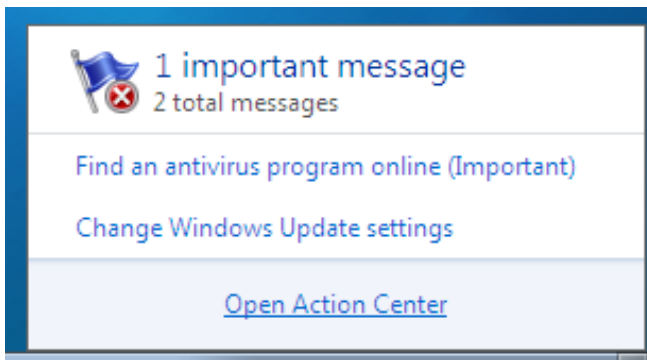 1 important message
2 total messages
Find an antivirus program online (Important)
Change Windows Update settings
Open Action Center